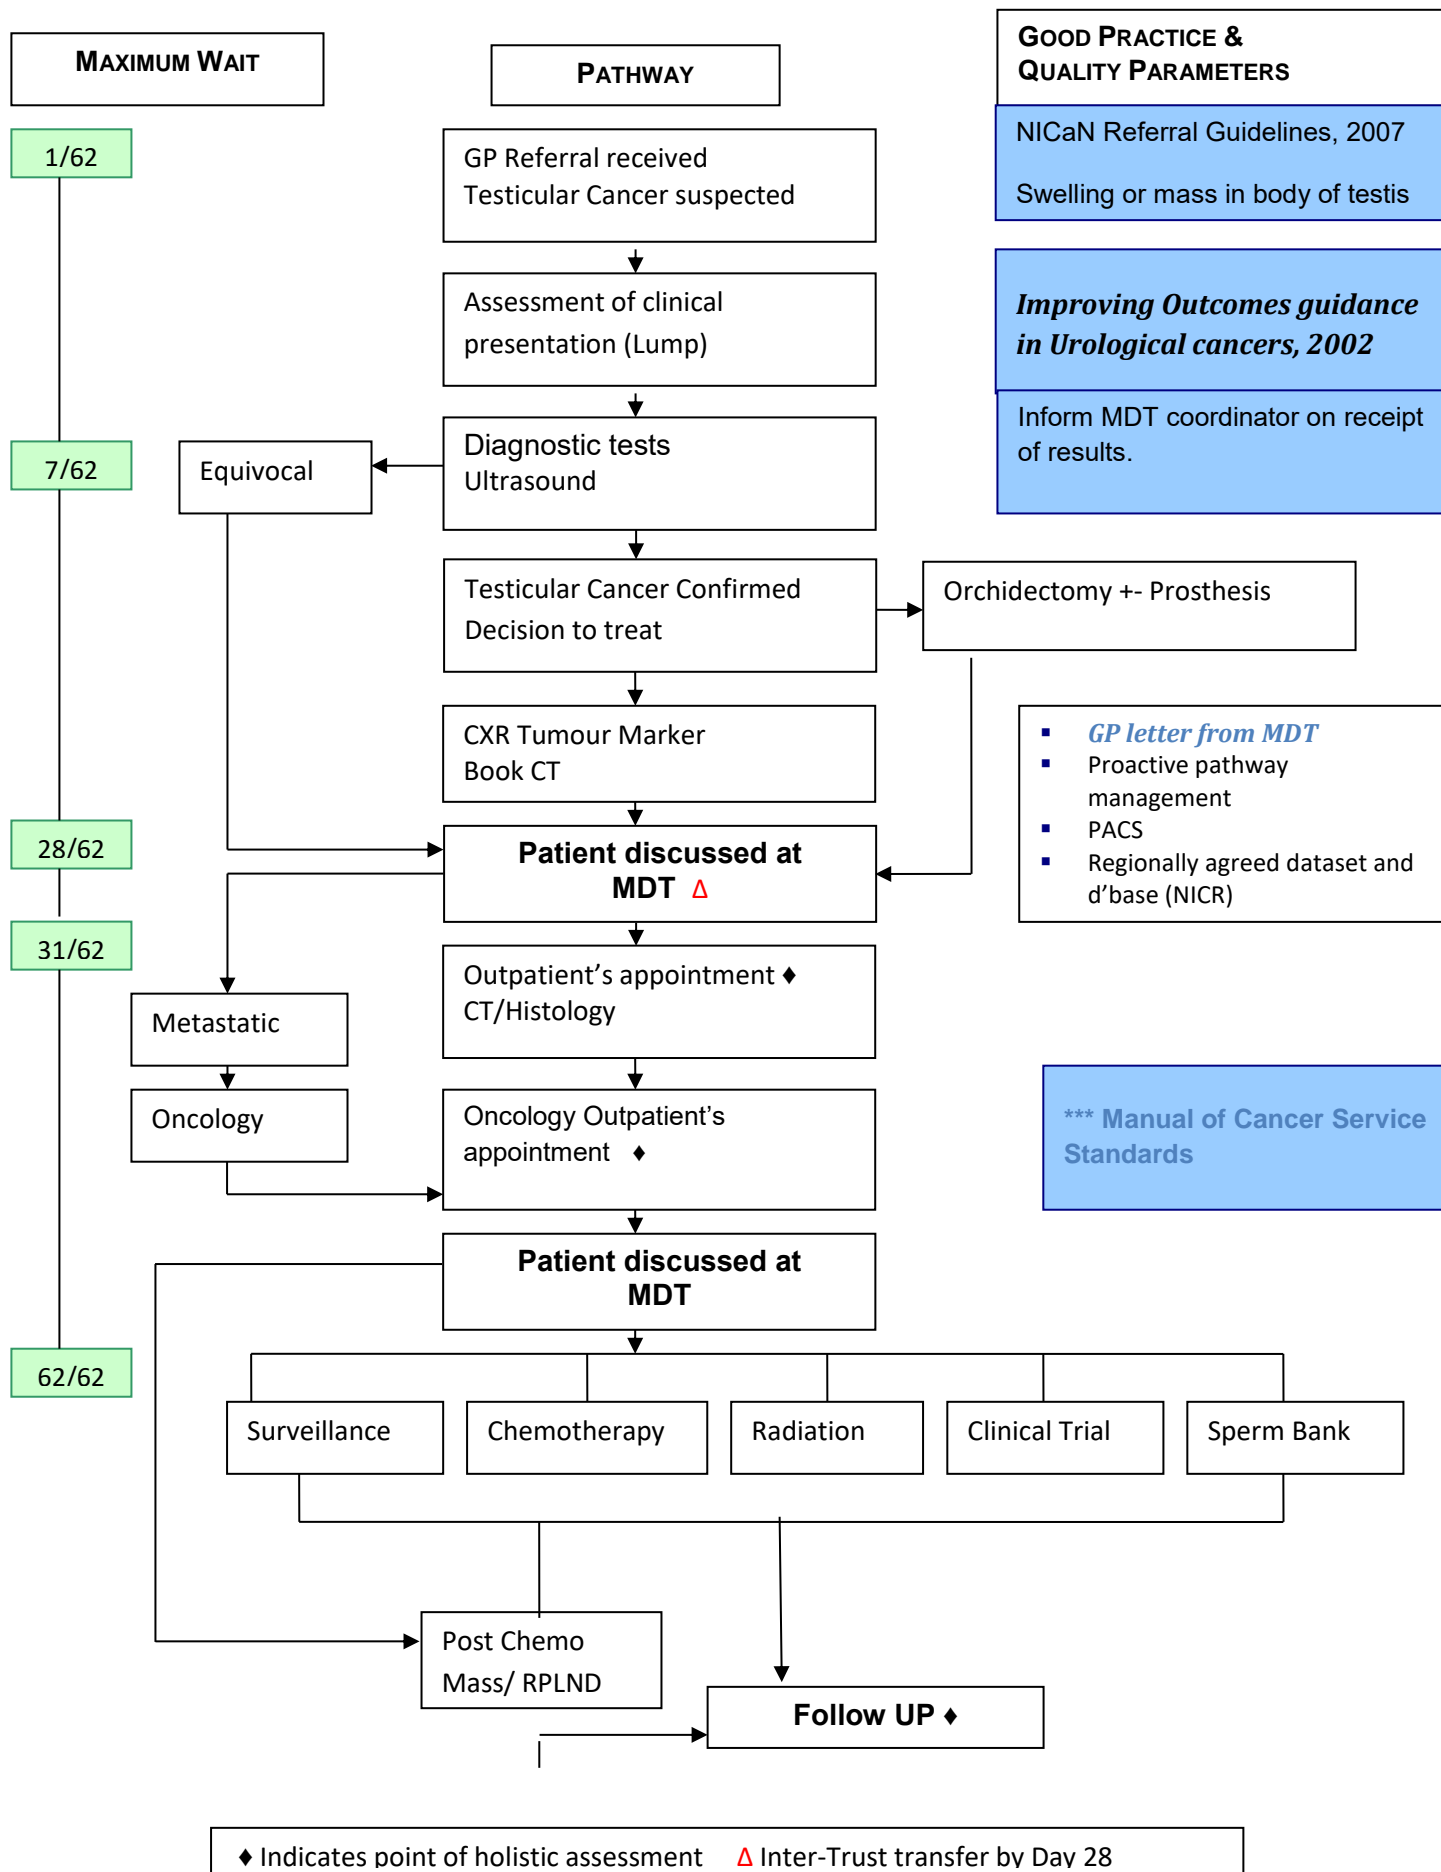 MAXIMUM WAIT
PATHWAY
GOOD PRACTICE &
QUALITY PARAMETERS
1/62
GP Referral received
Testicular Cancer suspected
NICaN Referral Guidelines, 2007
Swelling or mass in body of testis
Assessment of clinical
presentation (Lump)
Improving Outcomes guidance
in Urological cancers, 2002
Inform MDT coordinator on receipt
of results.
7/62
Equivocal
Diagnostic tests
Ultrasound
Testicular Cancer Confirmed
Decision to treat
Orchidectomy +- Prosthesis
CXR Tumour Marker
Book CT
▪ GP letter from MDT
▪ Proactive pathway
management
▪ PACS
▪ Regionally agreed dataset and
d’base (NICR)
28/62
Patient discussed at
MDT Δ
31/62
Outpatient’s appointment ♦
CT/Histology
Metastatic
Oncology
Oncology Outpatient’s
appointment ♦
*** Manual of Cancer Service
Standards
Patient discussed at
MDT
62/62
Surveillance
Chemotherapy
Radiation
Clinical Trial
Sperm Bank
Post Chemo
Mass/ RPLND
Follow UP ♦
♦ Indicates point of holistic assessment Δ Inter-Trust transfer by Day 28